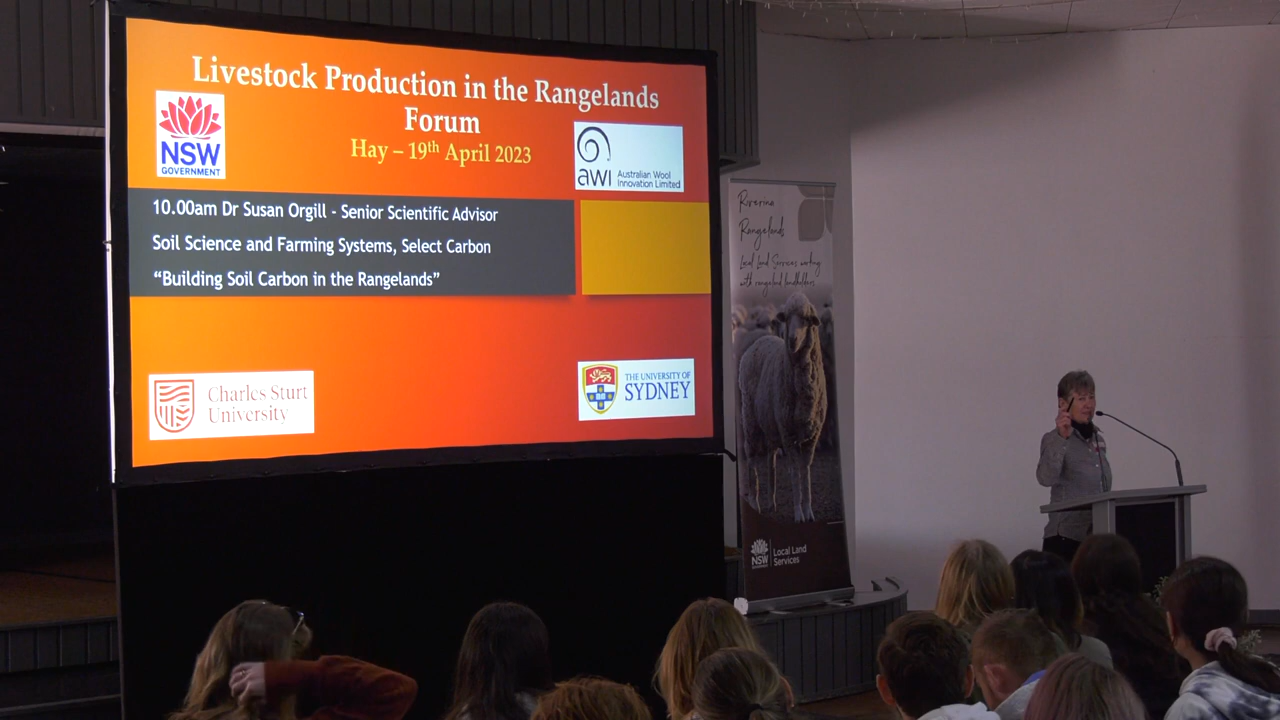 Livestock Production in the Rangelands
Forum
Hay – 19th April 2023
NSW
GOVERNMENT
awi
Australian Wool
Innovation Limited
10.00am Dr Susan Orgill - Senior Scientific Advisor
Soil Science and Farming Systems, Select Carbon
“Building Soil Carbon in the Rangelands”
Charles Sturt
University
THE UNIVERSITY OF
SYDNEY
Riverina
Rangelands
Local Land Services working
with rangeland landholders
NSW
GOVERNMENT
Local Land
Services